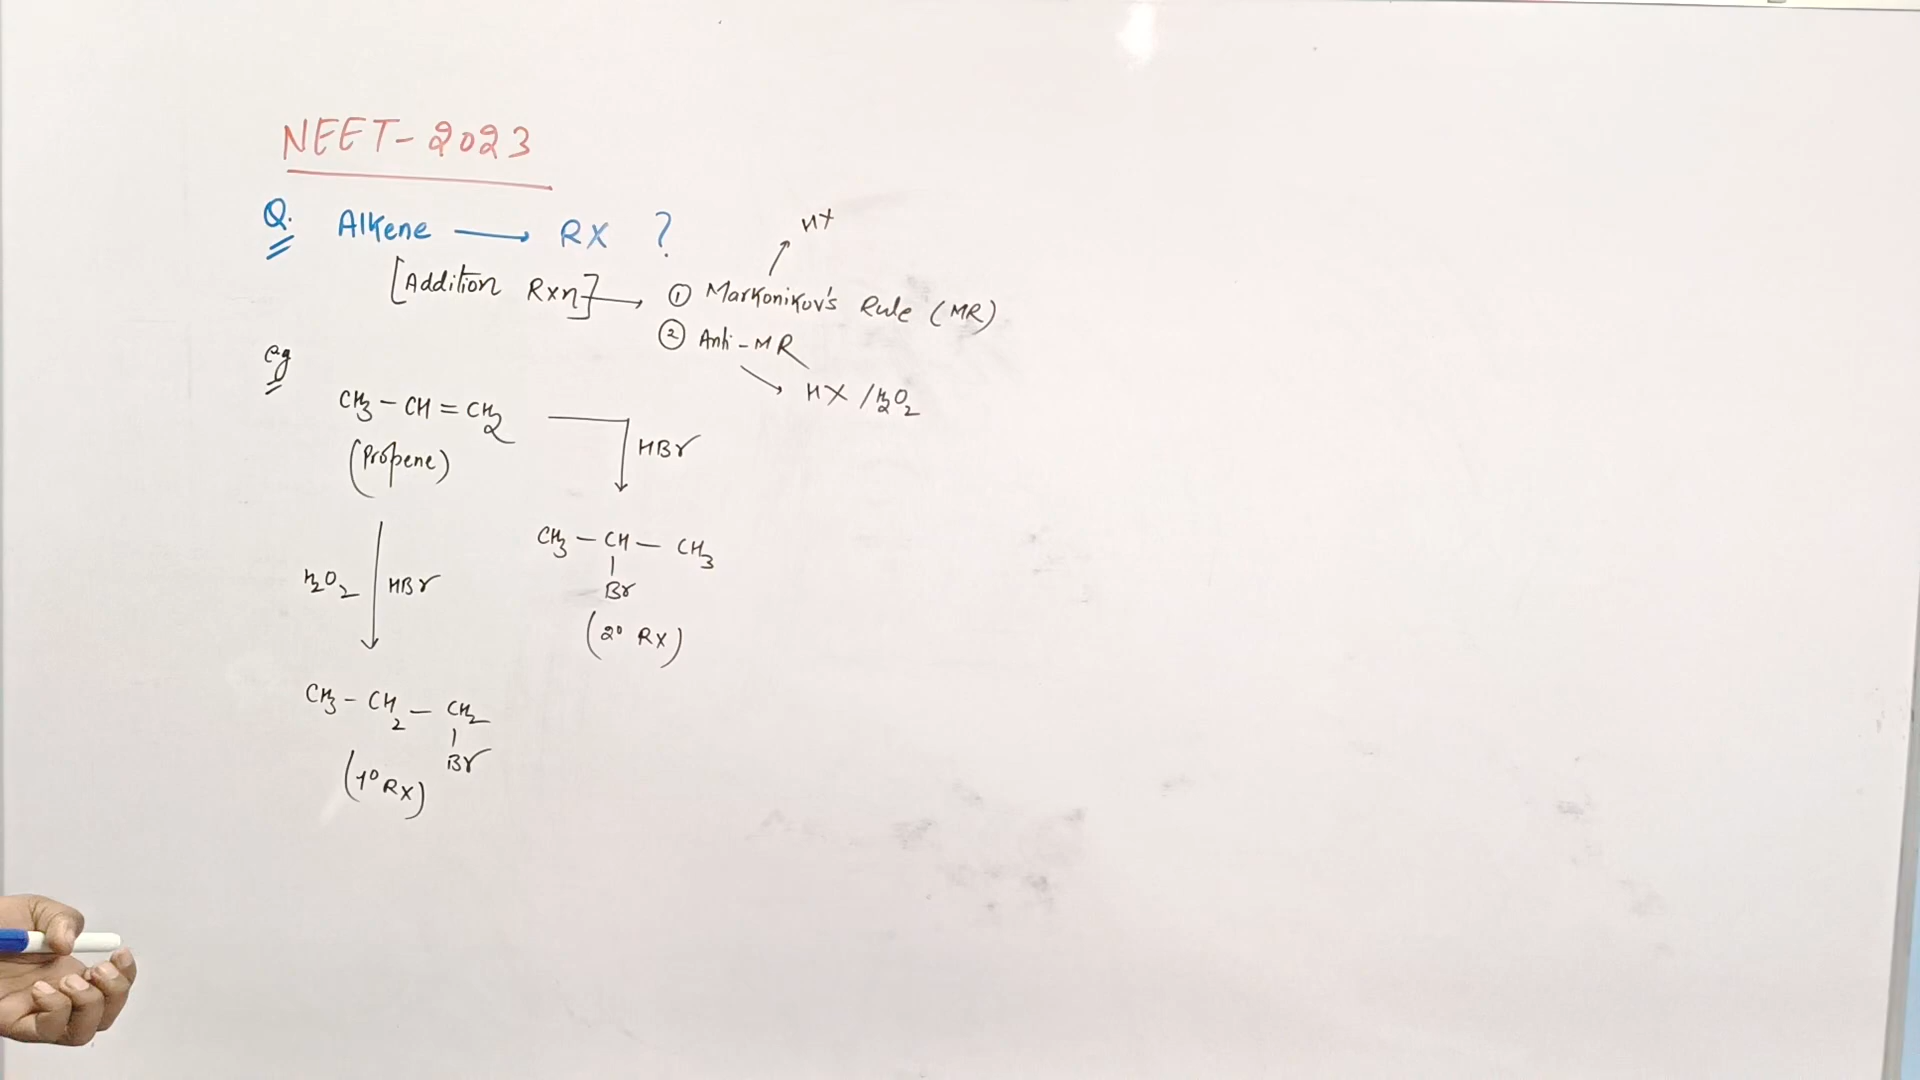 NEET-2023
Q. Alkene ⟶ RX ?
HX
[Addition Rxn] ⟶ ① Markonikov's Rule (MR)
② Anti-MR
HX / H₂O₂
eg
CH₃ - CH = CH₂
(Propene)
HBr
CH₃ - CH - CH₃
Br
(2° RX)
H₂O₂ HBr
CH₃ - CH₂ - CH₂
Br
(1° RX)